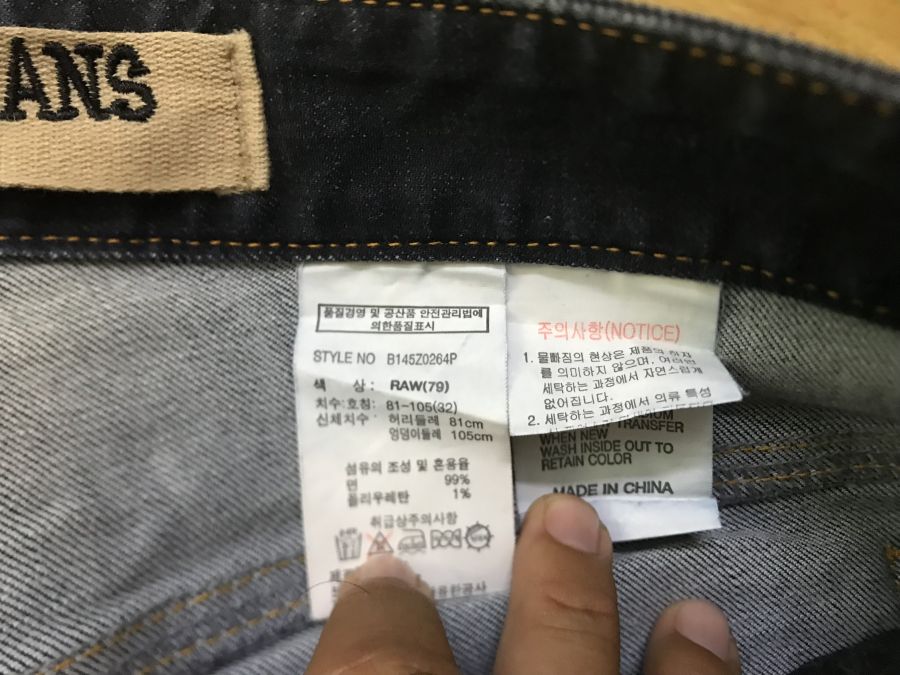 ANS
품질경영 및 공산품 안전관리법에
의한품질표시
STYLE NO B145Z0264P
색 상 : RAW(79)
치수:호칭: 81-105(32)
신체치수 : 허리둘레 81cm
엉덩이둘레 105cm
섬유의 조성 및 혼용율
면 99%
폴리우레탄 1%
취급상주의사항
주의사항(NOTICE)
1. 물빠짐의 현상은 제품의
를 의미하지 않으며,
세탁하는 과정에서 자연스럽게
없어집니다.
2. 세탁하는 과정에서 의류 특성
TRANSFER
WHEN NEW
WASH INSIDE OUT TO
RETAIN COLOR
MADE IN CHINA